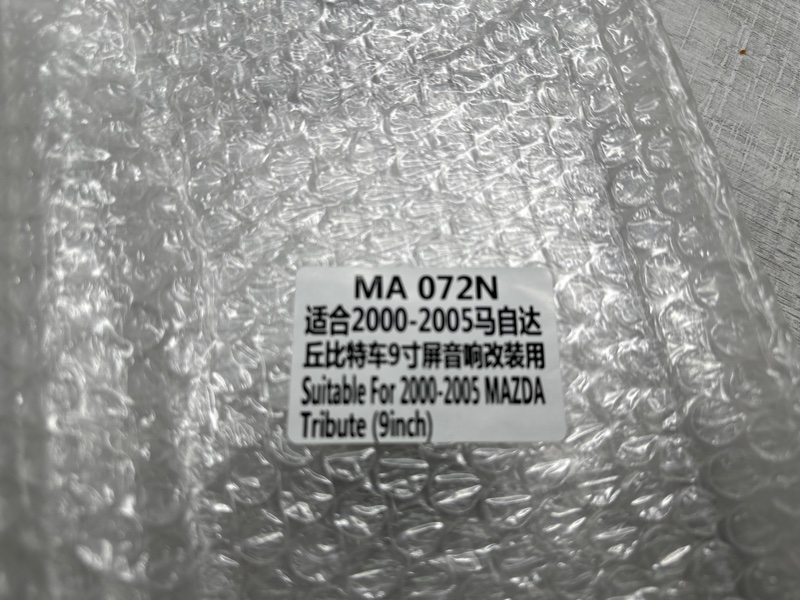 MA 072N
适合2000-2005马自达
丘比特车9寸屏音响改装用
Suitable For 2000-2005 MAZDA
Tribute (9inch)